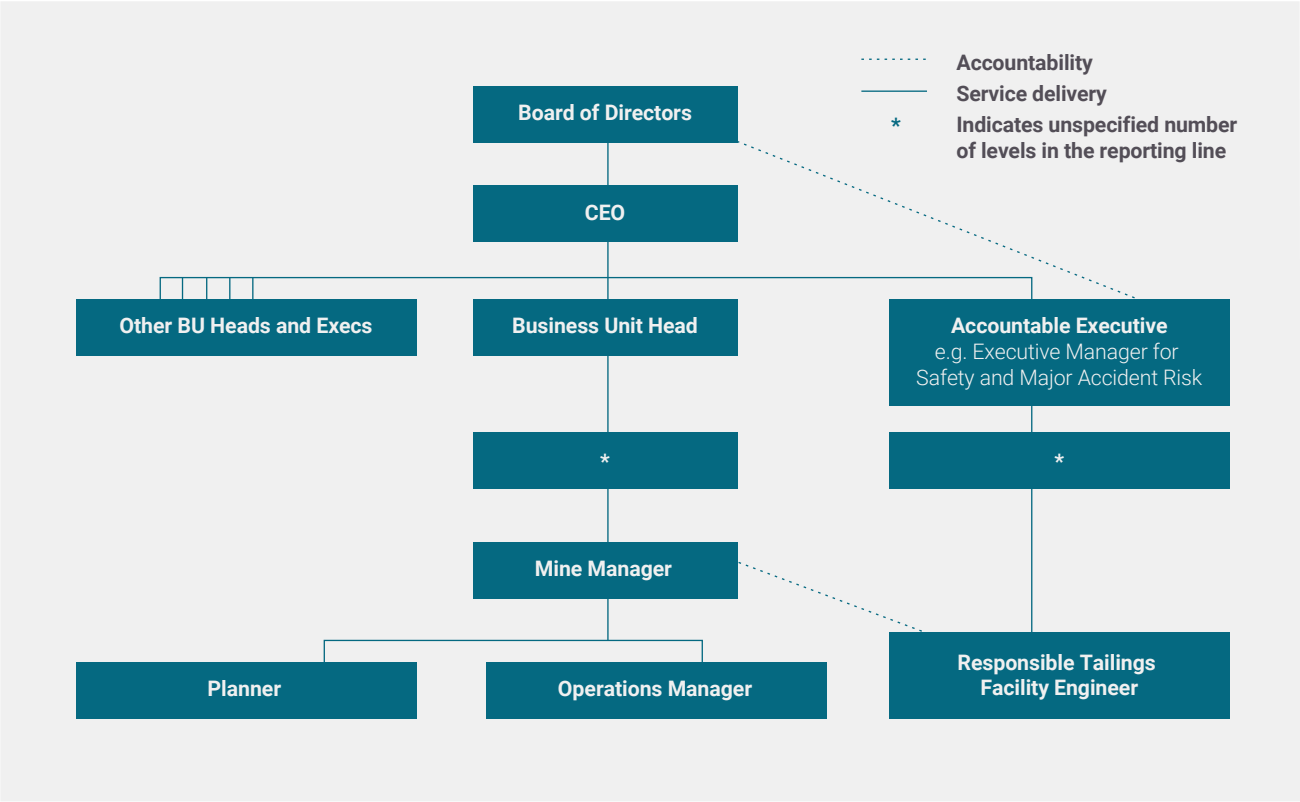 Accountability
Service delivery
*
Indicates unspecified number
of levels in the reporting line
Board of Directors
CEO
Other BU Heads and Execs
Business Unit Head
Accountable Executive
e.g. Executive Manager for
Safety and Major Accident Risk
*
*
Mine Manager
Planner
Operations Manager
Responsible Tailings
Facility Engineer